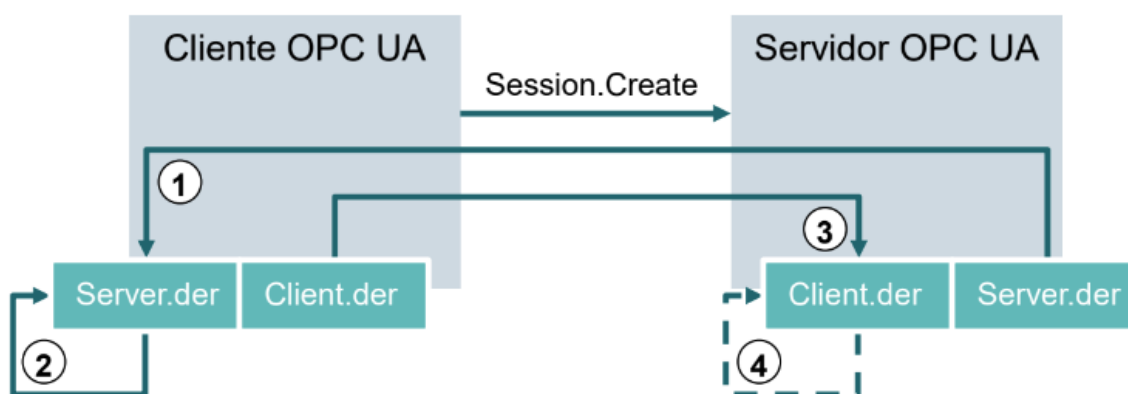 Cliente OPC UA
Servidor OPC UA
Session.Create
1
3
Server.der
Client.der
Client.der
Server.der
2
4